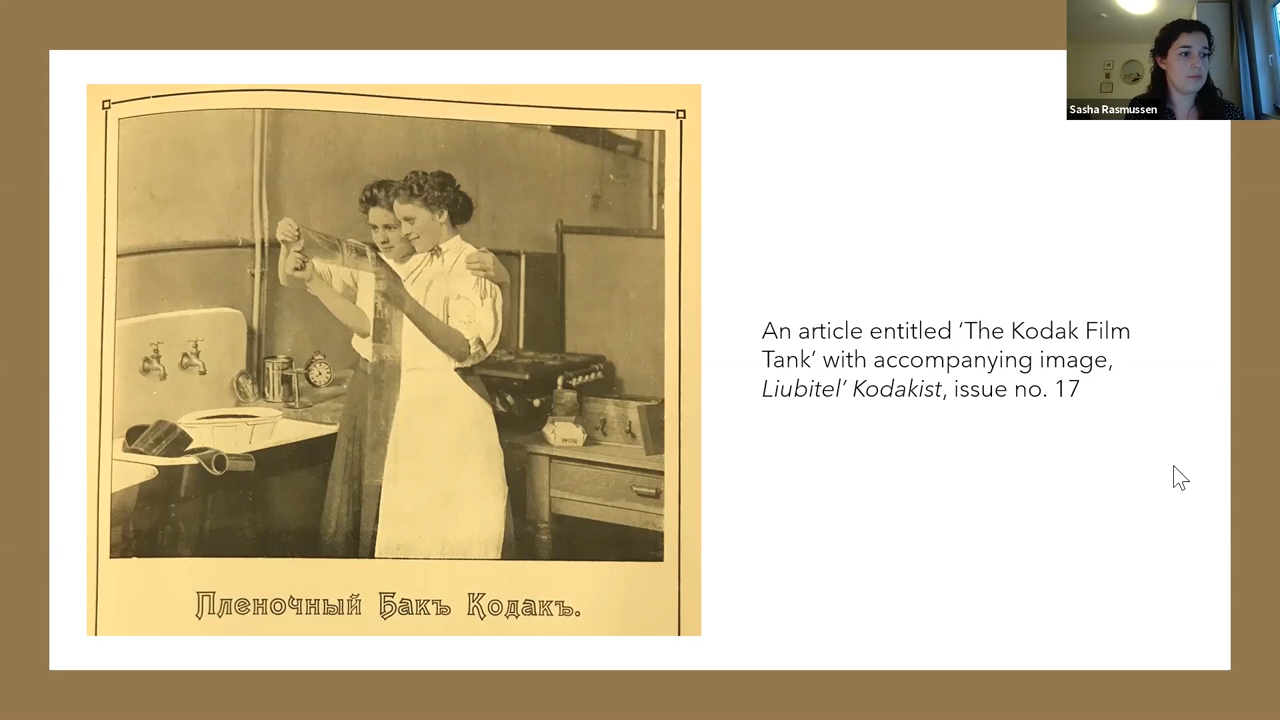 Sasha Rasmussen
An article entitled ‘The Kodak Film
Tank’ with accompanying image,
Liubitel’ Kodakist, issue no. 17
Пленочный Бакъ Кодакъ.